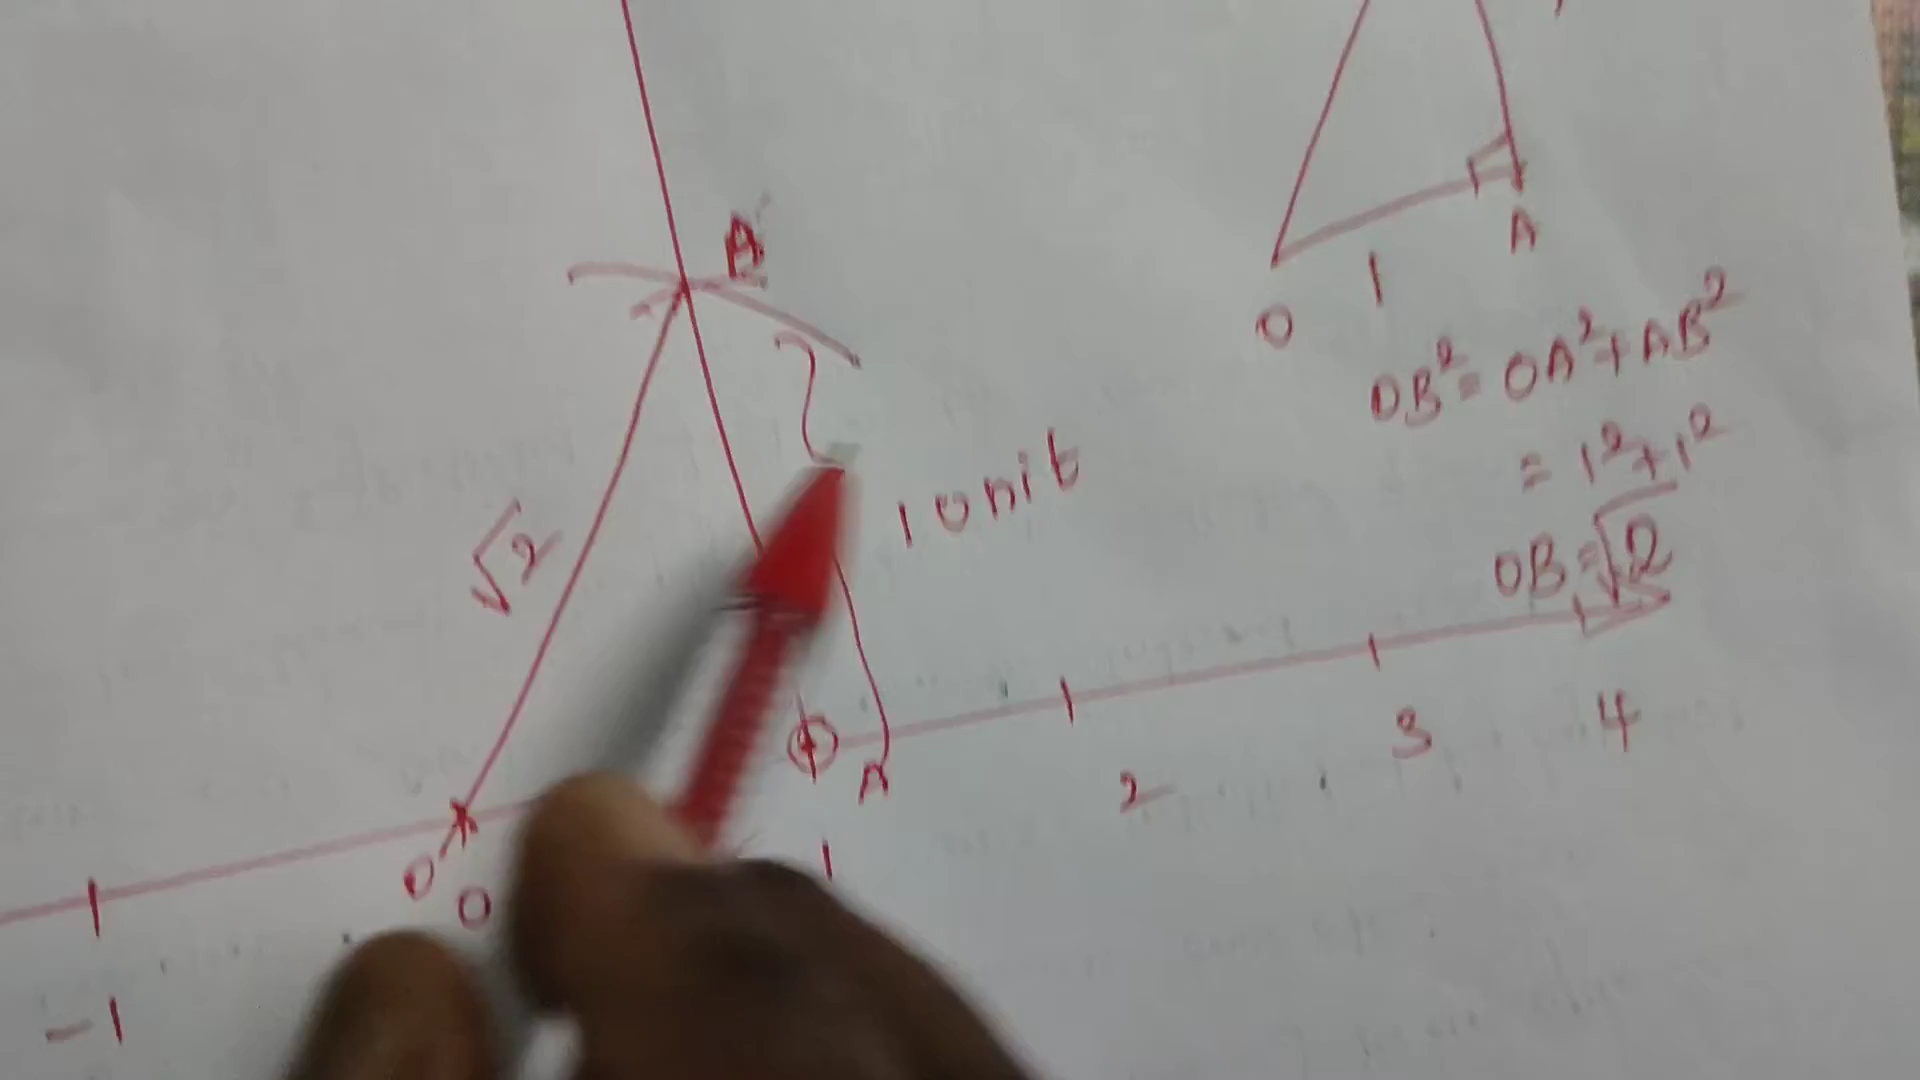 A
A
O 1
OB² = OA² + AB²
= 1² + 1²
OB = √2
√2
1 unit
A
O
-1 0 1 2 3 4